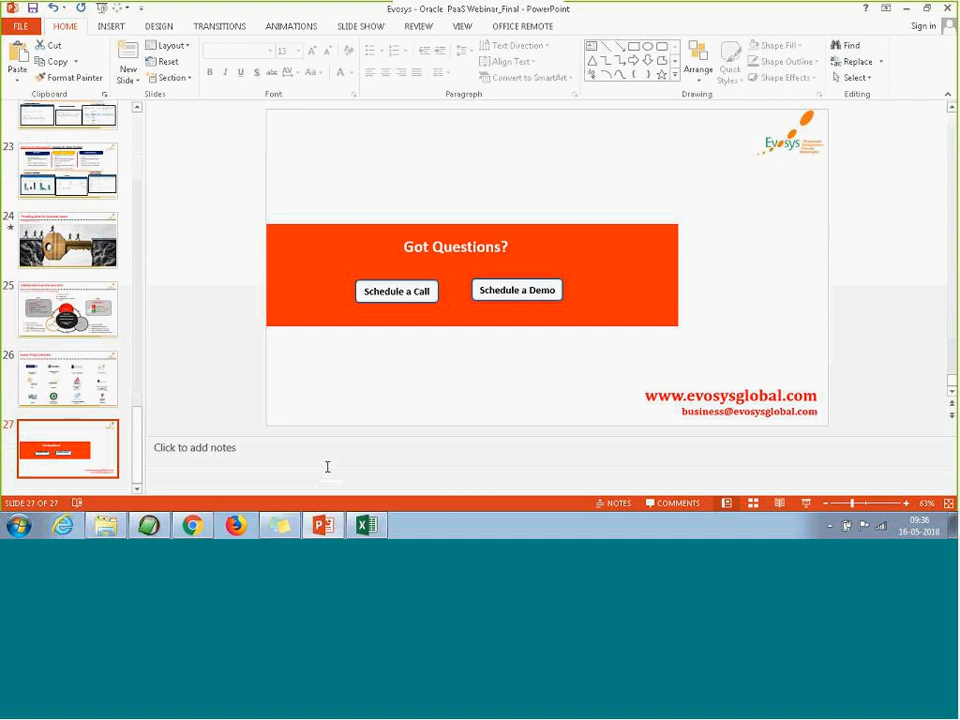 Evosys - Oracle PaaS Webinar_Final - PowerPoint
FILE HOME INSERT DESIGN TRANSITIONS ANIMATIONS SLIDE SHOW REVIEW VIEW OFFICE REMOTE Sign in
Paste
Cut
Copy
Format Painter
Clipboard
New
Slide
Layout
Reset
Section
Slides
13
B I U S abc AV Aa A
Font
Text Direction
Align Text
Convert to SmartArt
Paragraph
Arrange
Quick
Styles
Shape Fill
Shape Outline
Shape Effects
Drawing
Find
Replace
Select
Editing
23
24
25
26
27
Evosys
Got Questions?
Schedule a Call
Schedule a Demo
www.evosysglobal.com
business@evosysglobal.com
Click to add notes
SLIDE 27 OF 27
NOTES COMMENTS 63%
09:36
16-05-2018